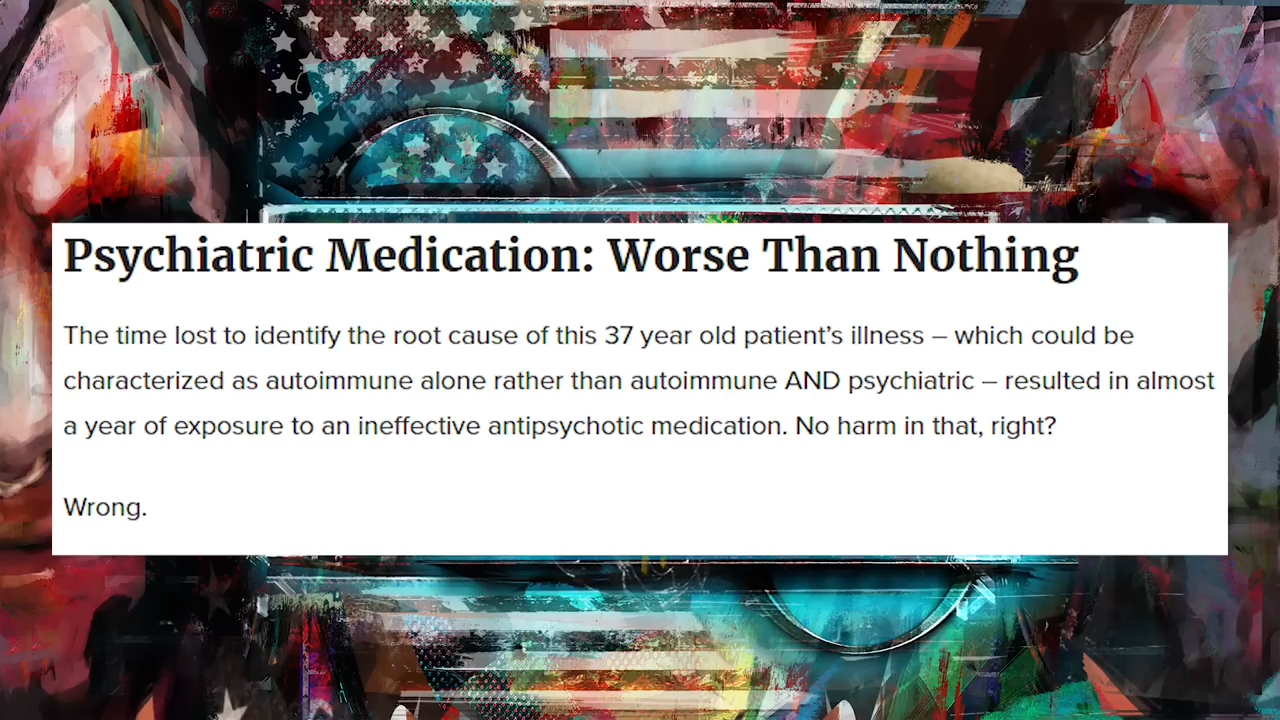 Psychiatric Medication: Worse Than Nothing
The time lost to identify the root cause of this 37 year old patient’s illness – which could be
characterized as autoimmune alone rather than autoimmune AND psychiatric – resulted in almost
a year of exposure to an ineffective antipsychotic medication. No harm in that, right?
Wrong.